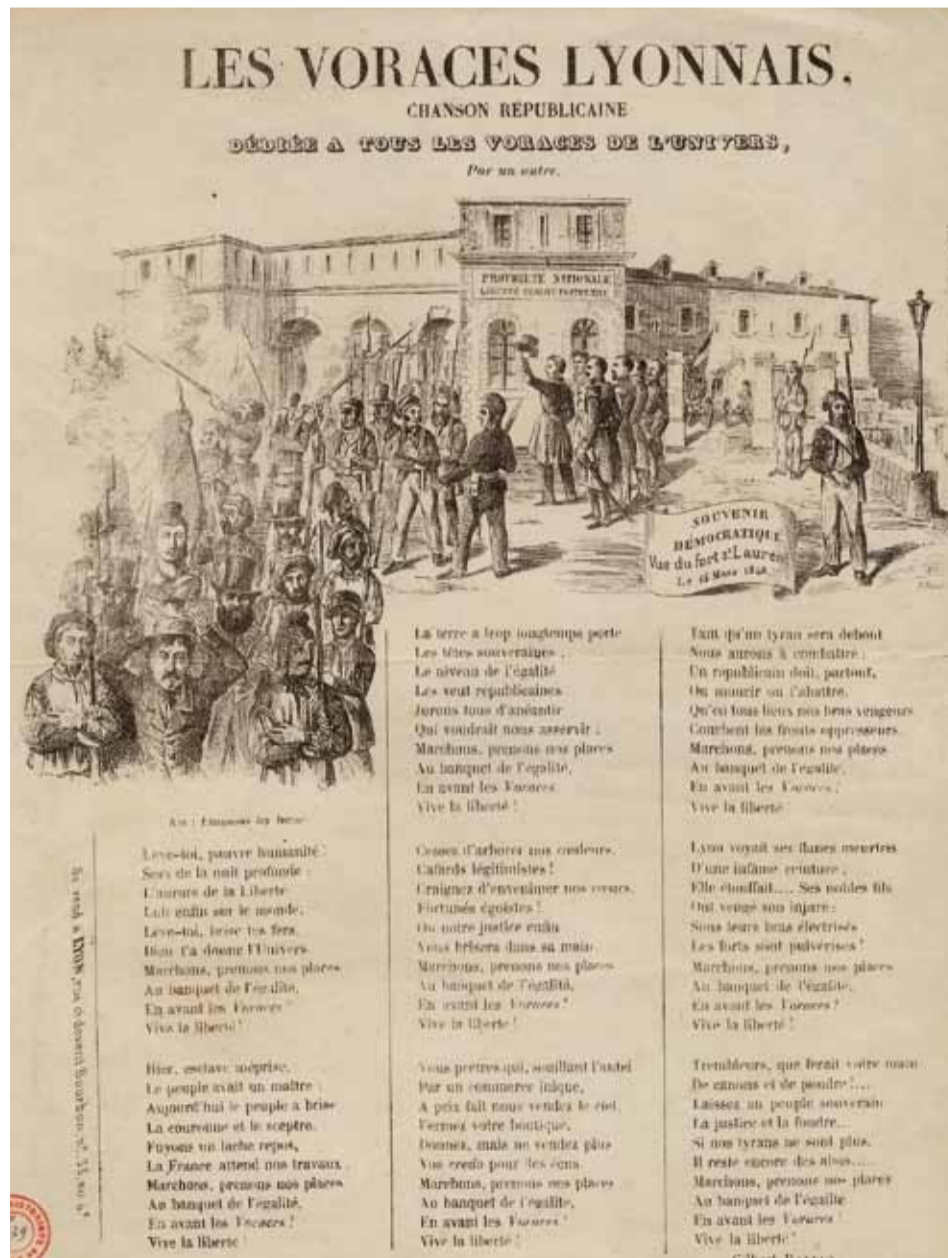 LES VORACES LYONNAIS,
CHANSON RÉPUBLICAINE
DÉDIÉE A TOUS LES VORACES DE L'UNIVERS,
Par un autre.
PROPRIÉTÉ NATIONALE
SOUVENIR
DÉMOCRATIQUE
Vue du fort St Laurent
Le Mars 1848
AIR :
Leve-toi, pauvre humanité !
Sors de la nuit profonde :
L'aurore de la Liberté
Luit enfin sur le monde.
Leve-toi, brise tes fers,
Dieu t'a donné l'Univers.
Marchons, prenons nos places
Au banquet de l'égalité,
En avant les Voraces !
Vive la liberté !
Hier, esclave méprisé,
Le peuple avait un maître ;
Aujourd'hui le peuple a brisé
La couronne et le sceptre.
Fuyons un lache repos,
La France attend nos travaux.
Marchons, prenons nos places
Au banquet de l'égalité,
En avant les Voraces !
Vive la liberté !
La terre a trop longtemps porté
Les têtes souveraines ;
Le niveau de l'égalité
Les veut républicaines
Jurons tous d'anéantir
Qui voudrait nous asservir ;
Marchons, prenons nos places
Au banquet de l'égalité,
En avant les Voraces
Vive la liberté !
Cessez d'arborer nos couleurs,
Cafards légitimistes !
Craignez d'envenimer nos cœurs,
Fortunés égoistes !
Ou notre justice enfin
Vous brisera dans sa main
Marchons, prenons nos places
Au banquet de l'égalité,
En avant les Voraces !
Vive la liberté !
Vous pretres qui, souillant l'autel
Par un commerce inique,
A prix fait nous vendez le ciel,
Fermez votre boutique,
Donnez, mais ne vendez plus
Vos credo pour des écus.
Marchons, prenons nos places
Au banquet de l'égalité,
En avant les Voraces !
Vive la liberté !
Tant qu'un tyran sera debout
Nous aurons à combattre ;
Un republicain doit, partout,
Ou mourir ou l'abattre.
Qu'en tous lieux nos bras vengeurs
Courbent les fronts oppresseurs.
Marchons, prenons nos places
Au banquet de l'égalité,
En avant les Voraces !
Vive la liberté
Lyon voyait ses flancs meurtris
D'une infâme ceinture ;
Elle étouffait.... Ses nobles fils
Ont vengé son injure :
Sous leurs bras électrisés
Les forts sont pulvérisés !
Marchons, prenons nos places
Au banquet de l'égalité,
En avant les Voraces !
Vive la liberté !
Trembleurs, que ferait votre main
De canons et de poudre !....
Laissez au peuple souverain
La justice et la foudre...
Si nos tyrans ne sont plus,
Il reste encore des abus.....
Marchons, prenons nos places
Au banquet de l'égalité
En avant les Voraces !
Vive la liberté !
Gilbert
Se vend a LYON, rue ci devant Bourbon n°